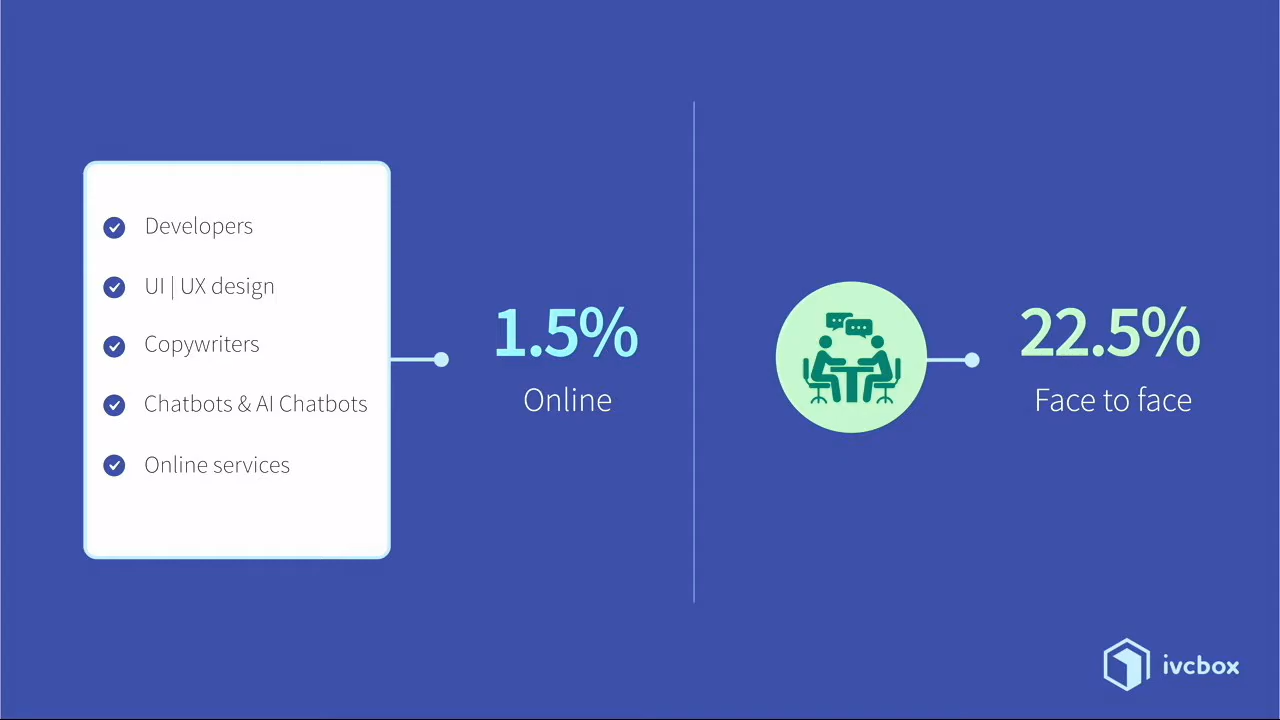 Developers
UI | UX design
Copywriters
Chatbots & AI Chatbots
Online services
1.5%
Online
22.5%
Face to face
ivcbox